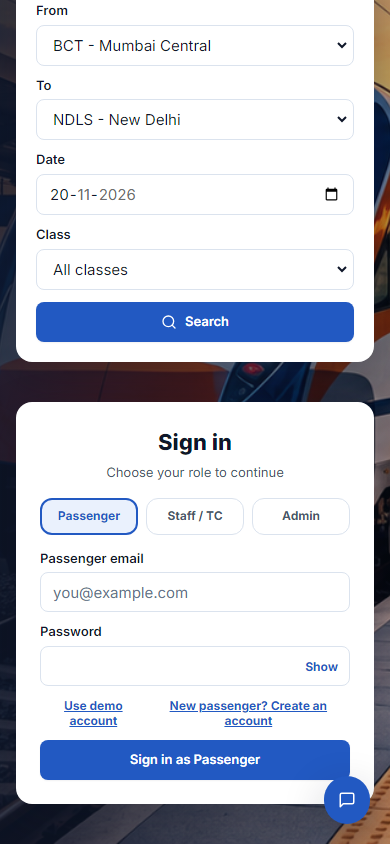 From
BCT - Mumbai Central
To
NDLS - New Delhi
Date
20-11-2026
Class
All classes
Search
Sign in
Choose your role to continue
Passenger
Staff / TC
Admin
Passenger email
you@example.com
Password
Show
Use demo
account
New passenger? Create an
account
Sign in as Passenger